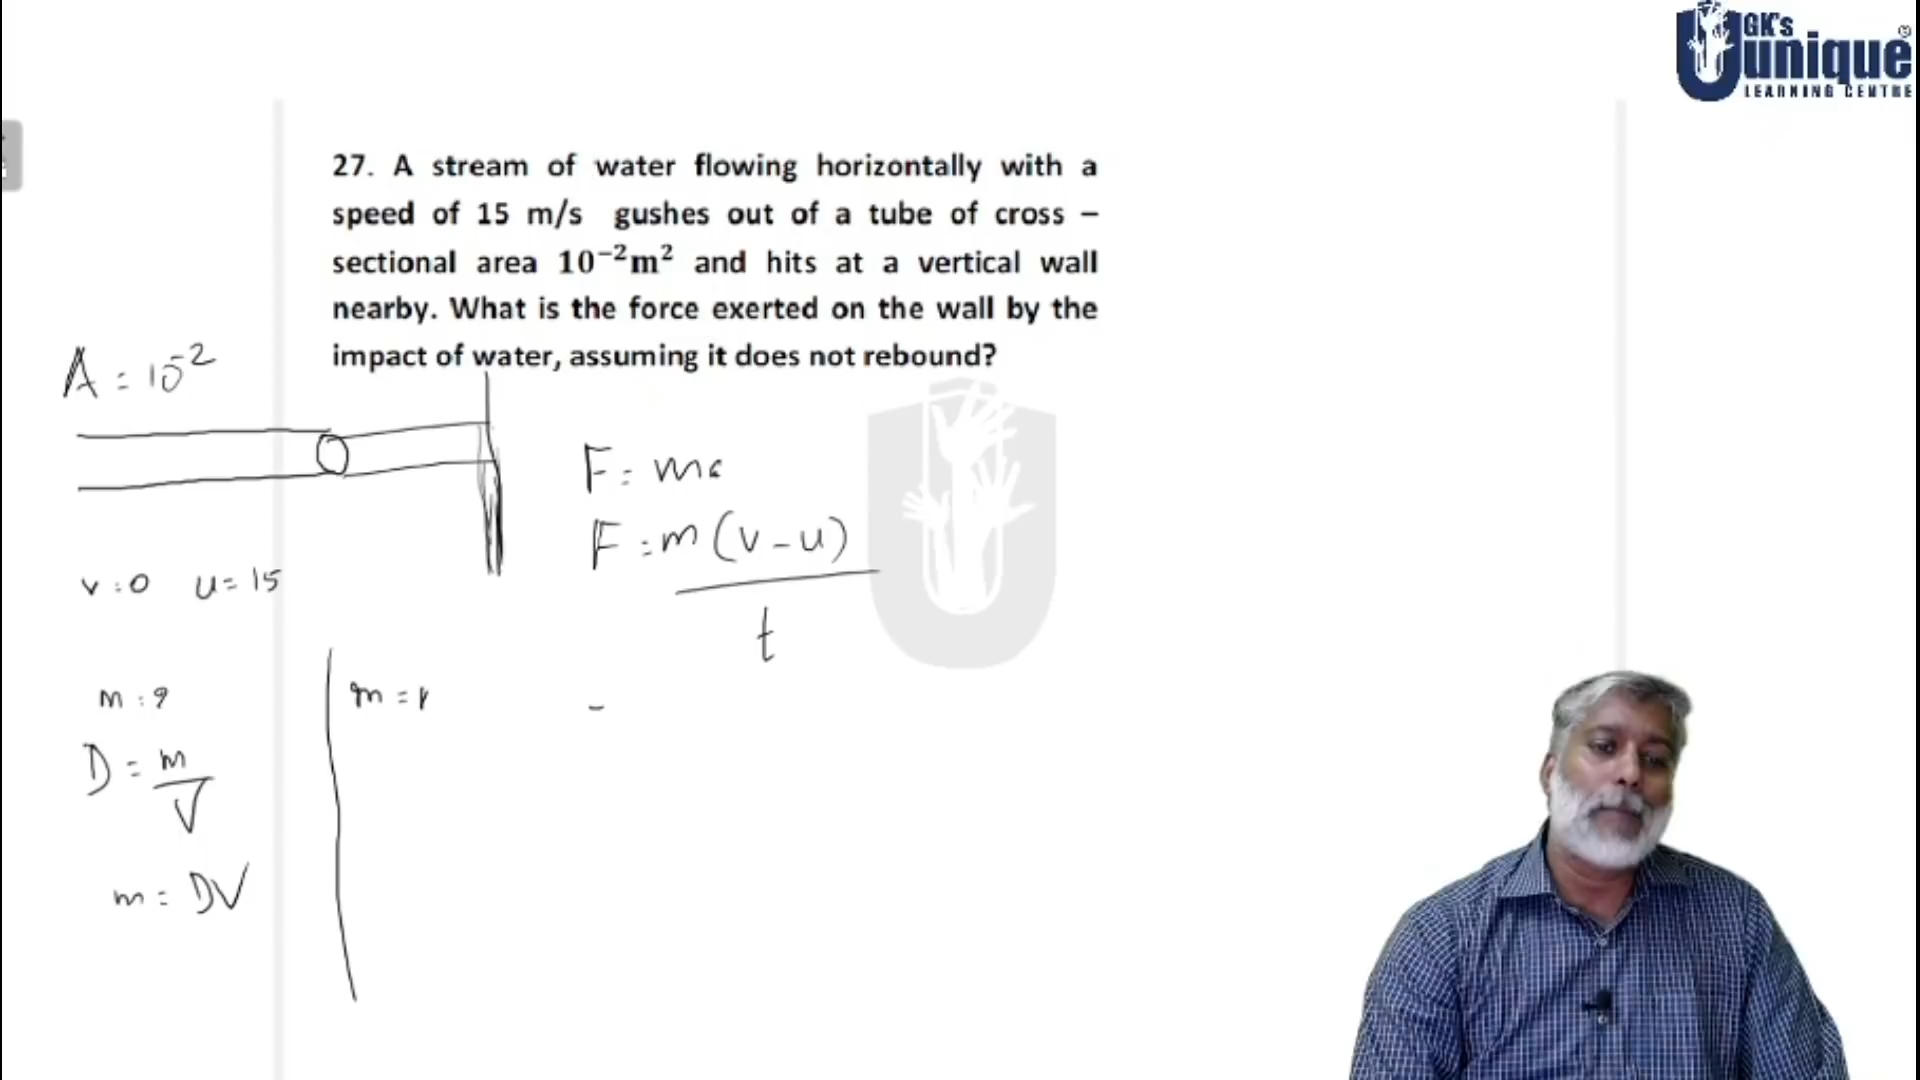 GK's
unique
LEARNING CENTRE
27. A stream of water flowing horizontally with a
speed of 15 m/s gushes out of a tube of cross –
sectional area 10⁻²m² and hits at a vertical wall
nearby. What is the force exerted on the wall by the
impact of water, assuming it does not rebound?
A = 10⁻²
F = ma
F = m(v-u)
t
v = 0 u = 15
m = ?
m =
D = m
V
m = DV